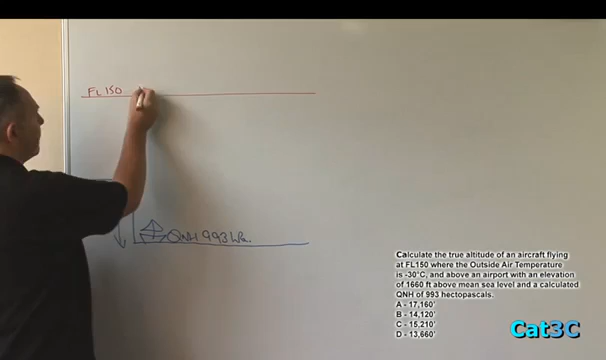 FL 150
QNH 993 hPa.
Calculate the true altitude of an aircraft flying
at FL150 where the Outside Air Temperature
is -30°C, and above an airport with an elevation
of 1660 ft above mean sea level and a calculated
QNH of 993 hectopascals.
A - 17,160'
B - 14,120'
C - 15,210'
D - 13,660'
Cat3C